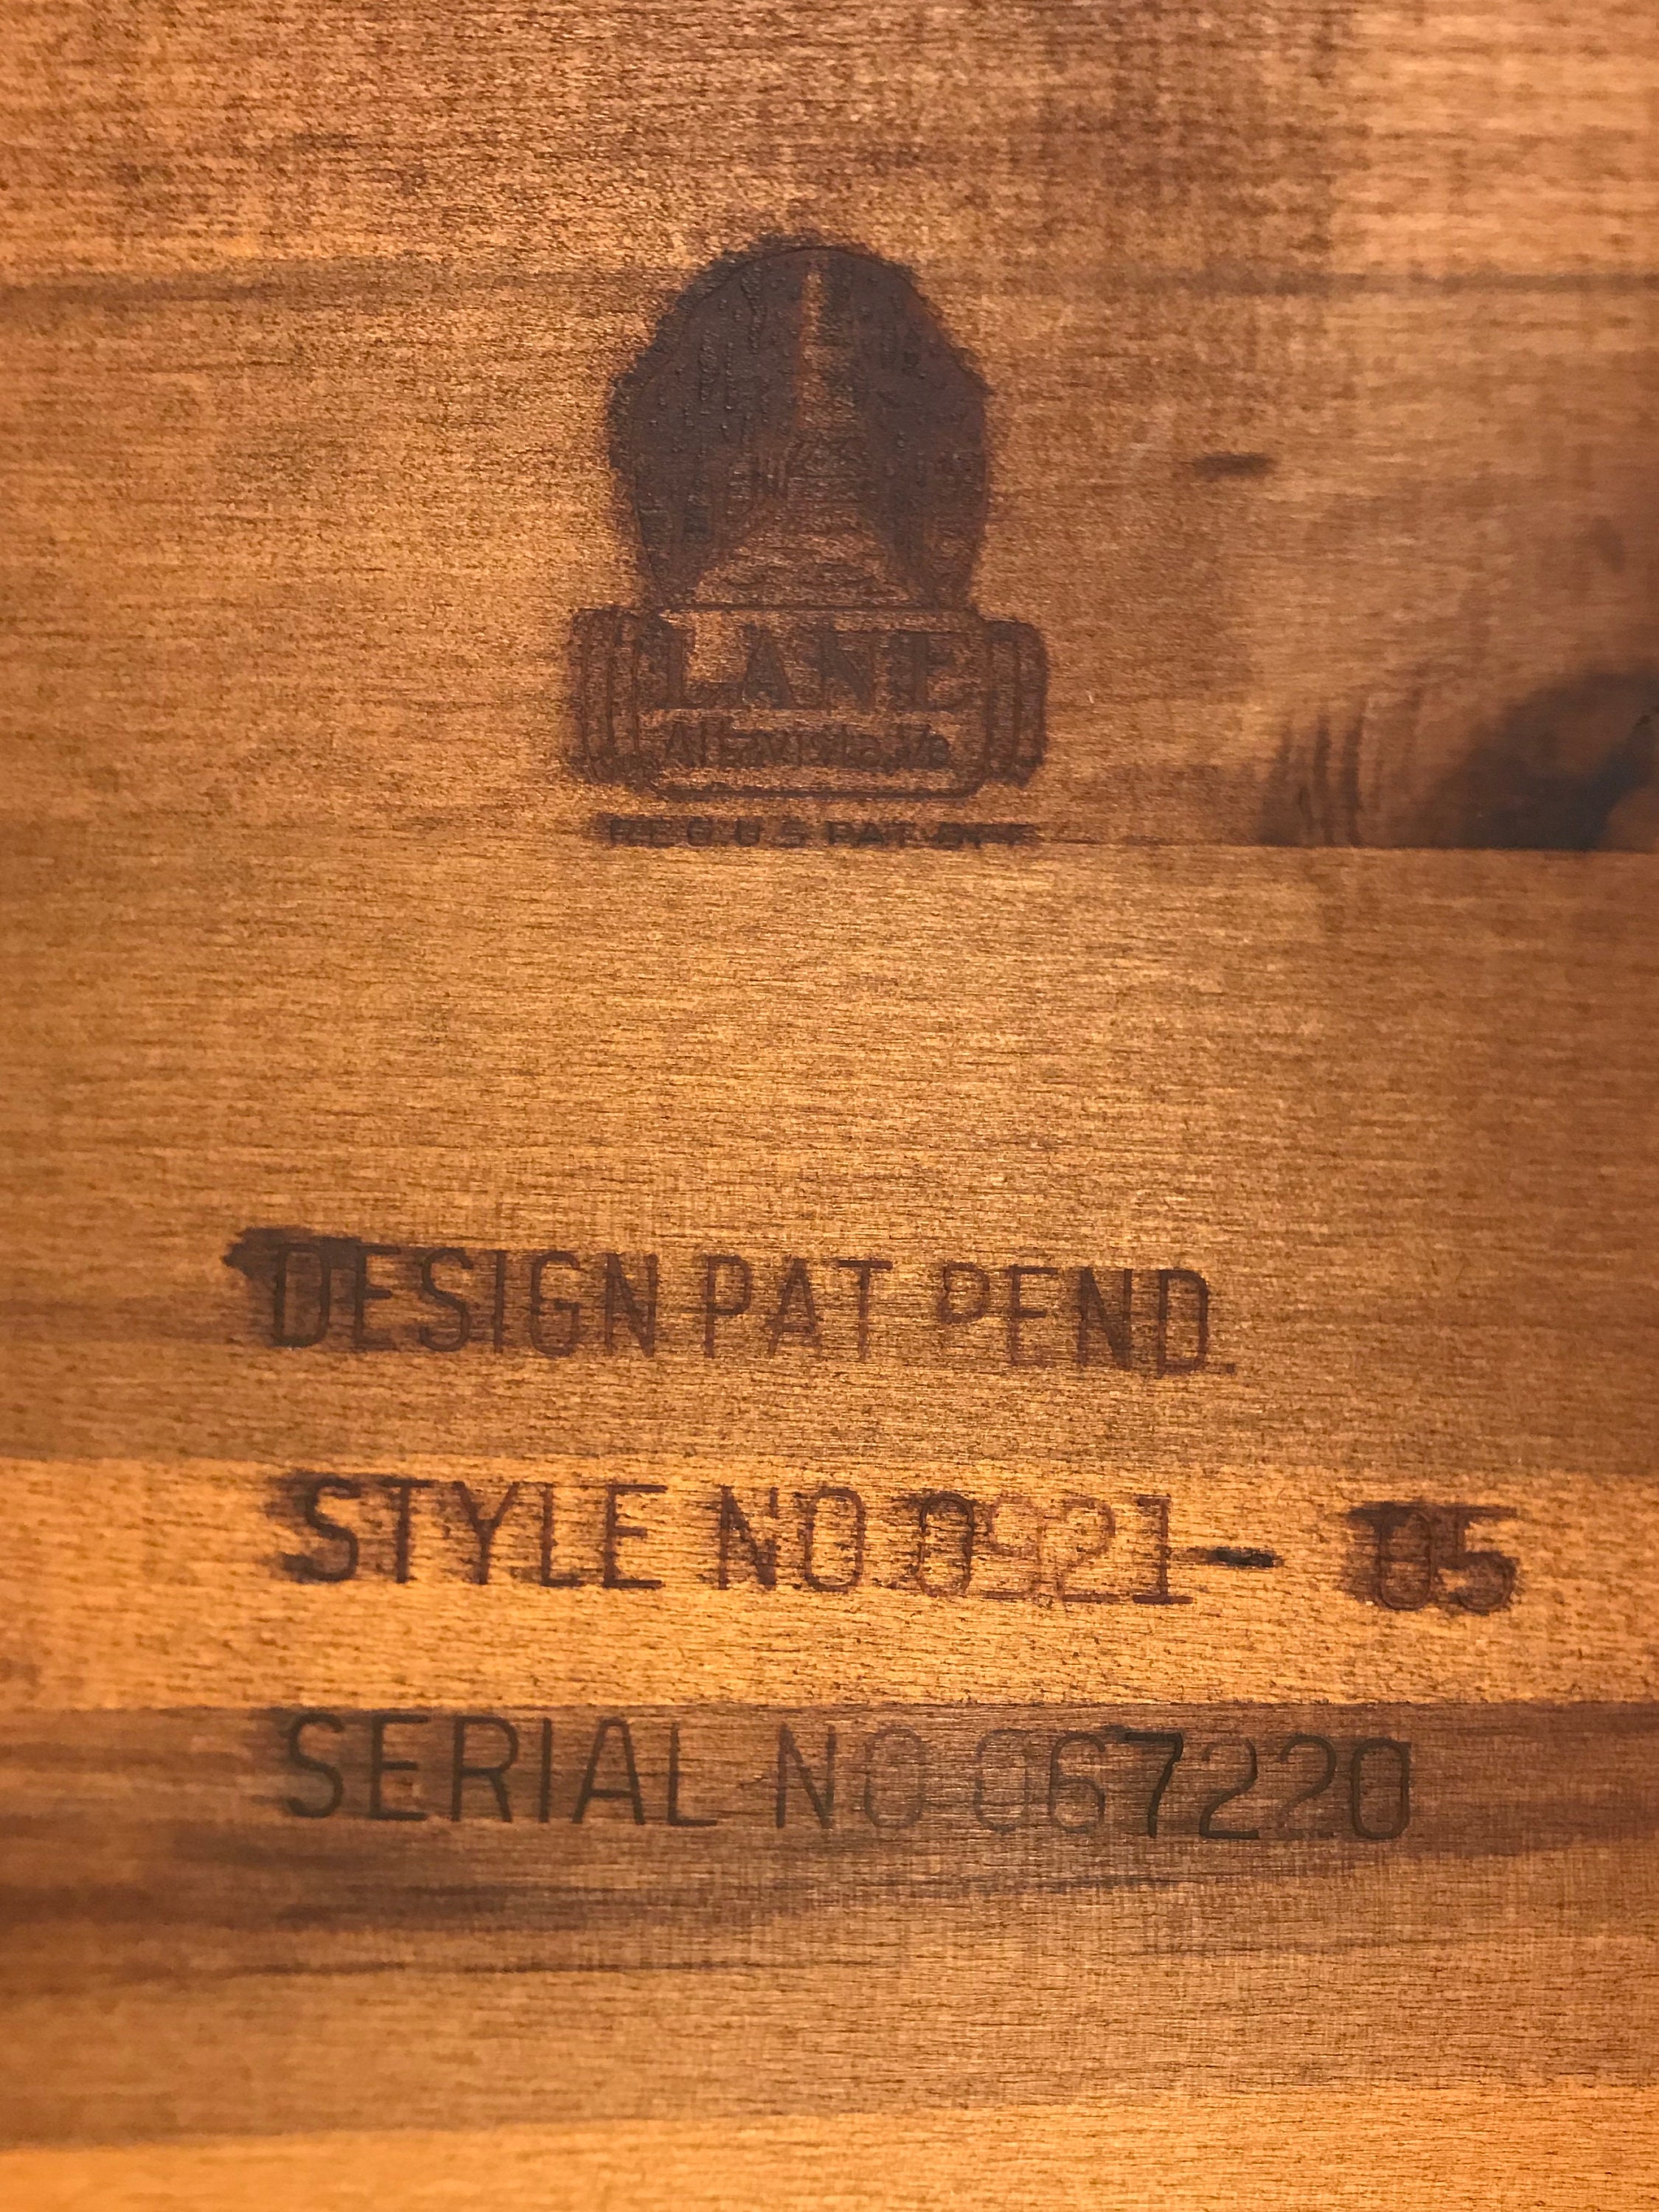 LANE
Altavista, Va
REG. U.S. PAT. OFF
DESIGN PAT PEND.
STYLE NO 0921- 05
SERIAL NO 067220